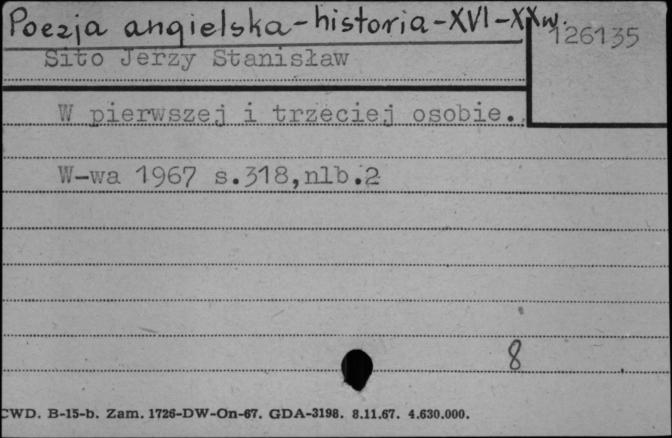 Poezja angielska-historia-XVI-XXw.
126135
Sito Jerzy Stanisław
W pierwszej i trzeciej osobie.
W-wa 1967 s.318,nlb.2
8
CWD. B-15-b. Zam. 1726-DW-On-67. GDA-3198. 8.11.67. 4.630.000.